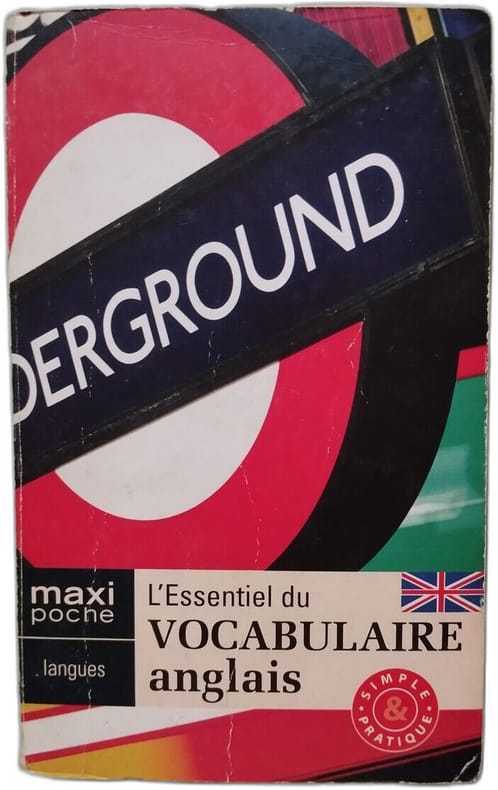 DERGROUND
maxi
poche
langues
L'Essentiel du
VOCABULAIRE
anglais
SIMPLE
&
PRATIQUE